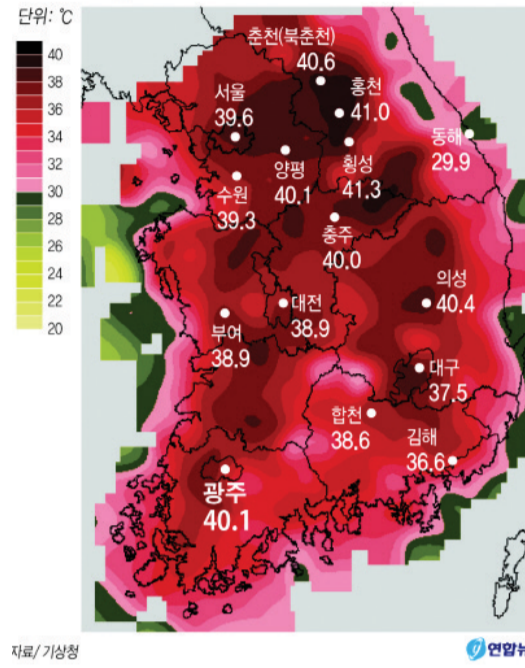 단위: ℃
40
38
36
34
32
30
28
26
24
22
20
춘천(북춘천)
40.6
홍천
41.0
서울
39.6
동해
29.9
양평
40.1
횡성
41.3
수원
39.3
충주
40.0
대전
38.9
의성
40.4
부여
38.9
대구
37.5
합천
38.6
김해
36.6
광주
40.1
자료/ 기상청
연합뉴